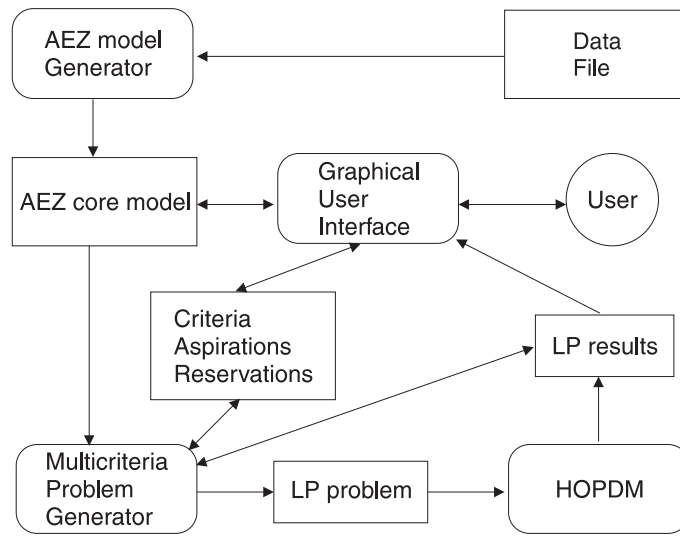 AEZ model
Generator
Data
File
AEZ core model
Graphical
User
Interface
User
Criteria
Aspirations
Reservations
LP results
Multicriteria
Problem
Generator
LP problem
HOPDM